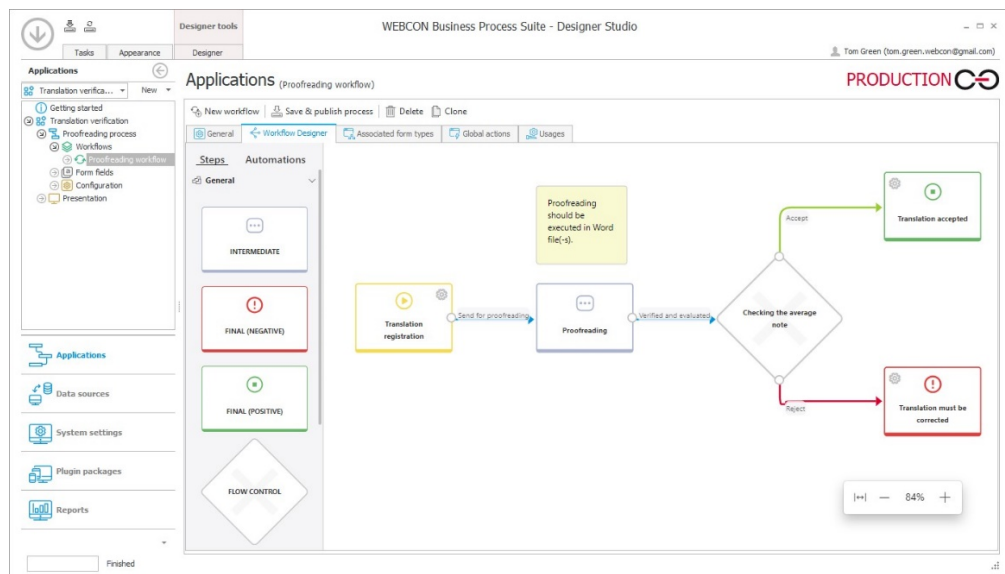 WEBCON Business Process Suite - Designer Studio
Designer tools
Tasks
Appearance
Designer
Tom Green (tom.green.webcon@gmail.com)
Applications
Translation verifica...
New
Getting started
Translation verification
Proofreading process
Workflows
Proofreading workflow
Form fields
Configuration
Presentation
Applications
Data sources
System settings
Plugin packages
Reports
Finished
Applications (Proofreading workflow)
PRODUCTION
New workflow
Save & publish process
Delete
Clone
General
Workflow Designer
Associated form types
Global actions
Usages
Steps
Automations
General
INTERMEDIATE
FINAL (NEGATIVE)
FINAL (POSITIVE)
FLOW CONTROL
Proofreading
should be
executed in Word
file(-s).
Translation
registration
Send for proofreading
Proofreading
Verified and evaluated
Checking the average
note
Accept
Translation accepted
Reject
Translation must be
corrected
84%